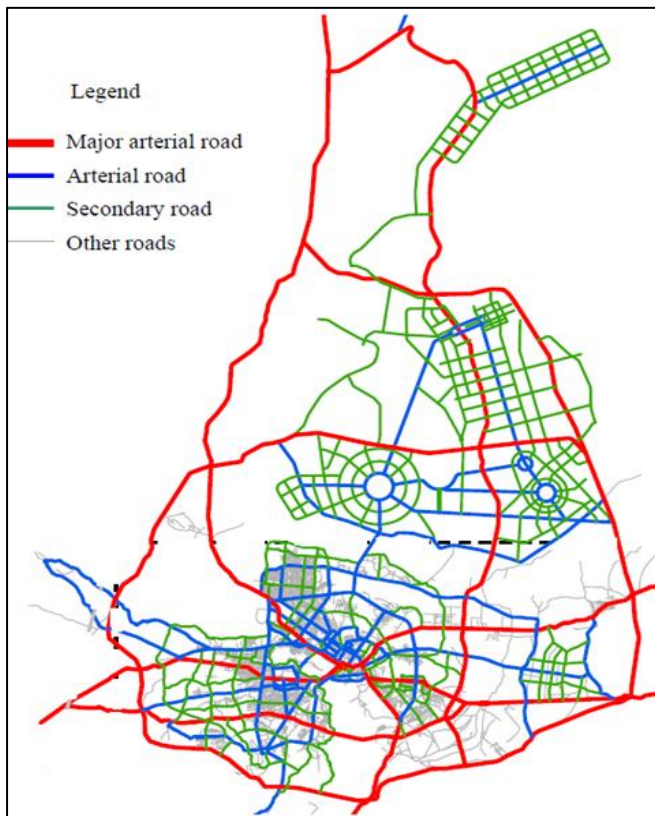 Legend
Major arterial road
Arterial road
Secondary road
Other roads